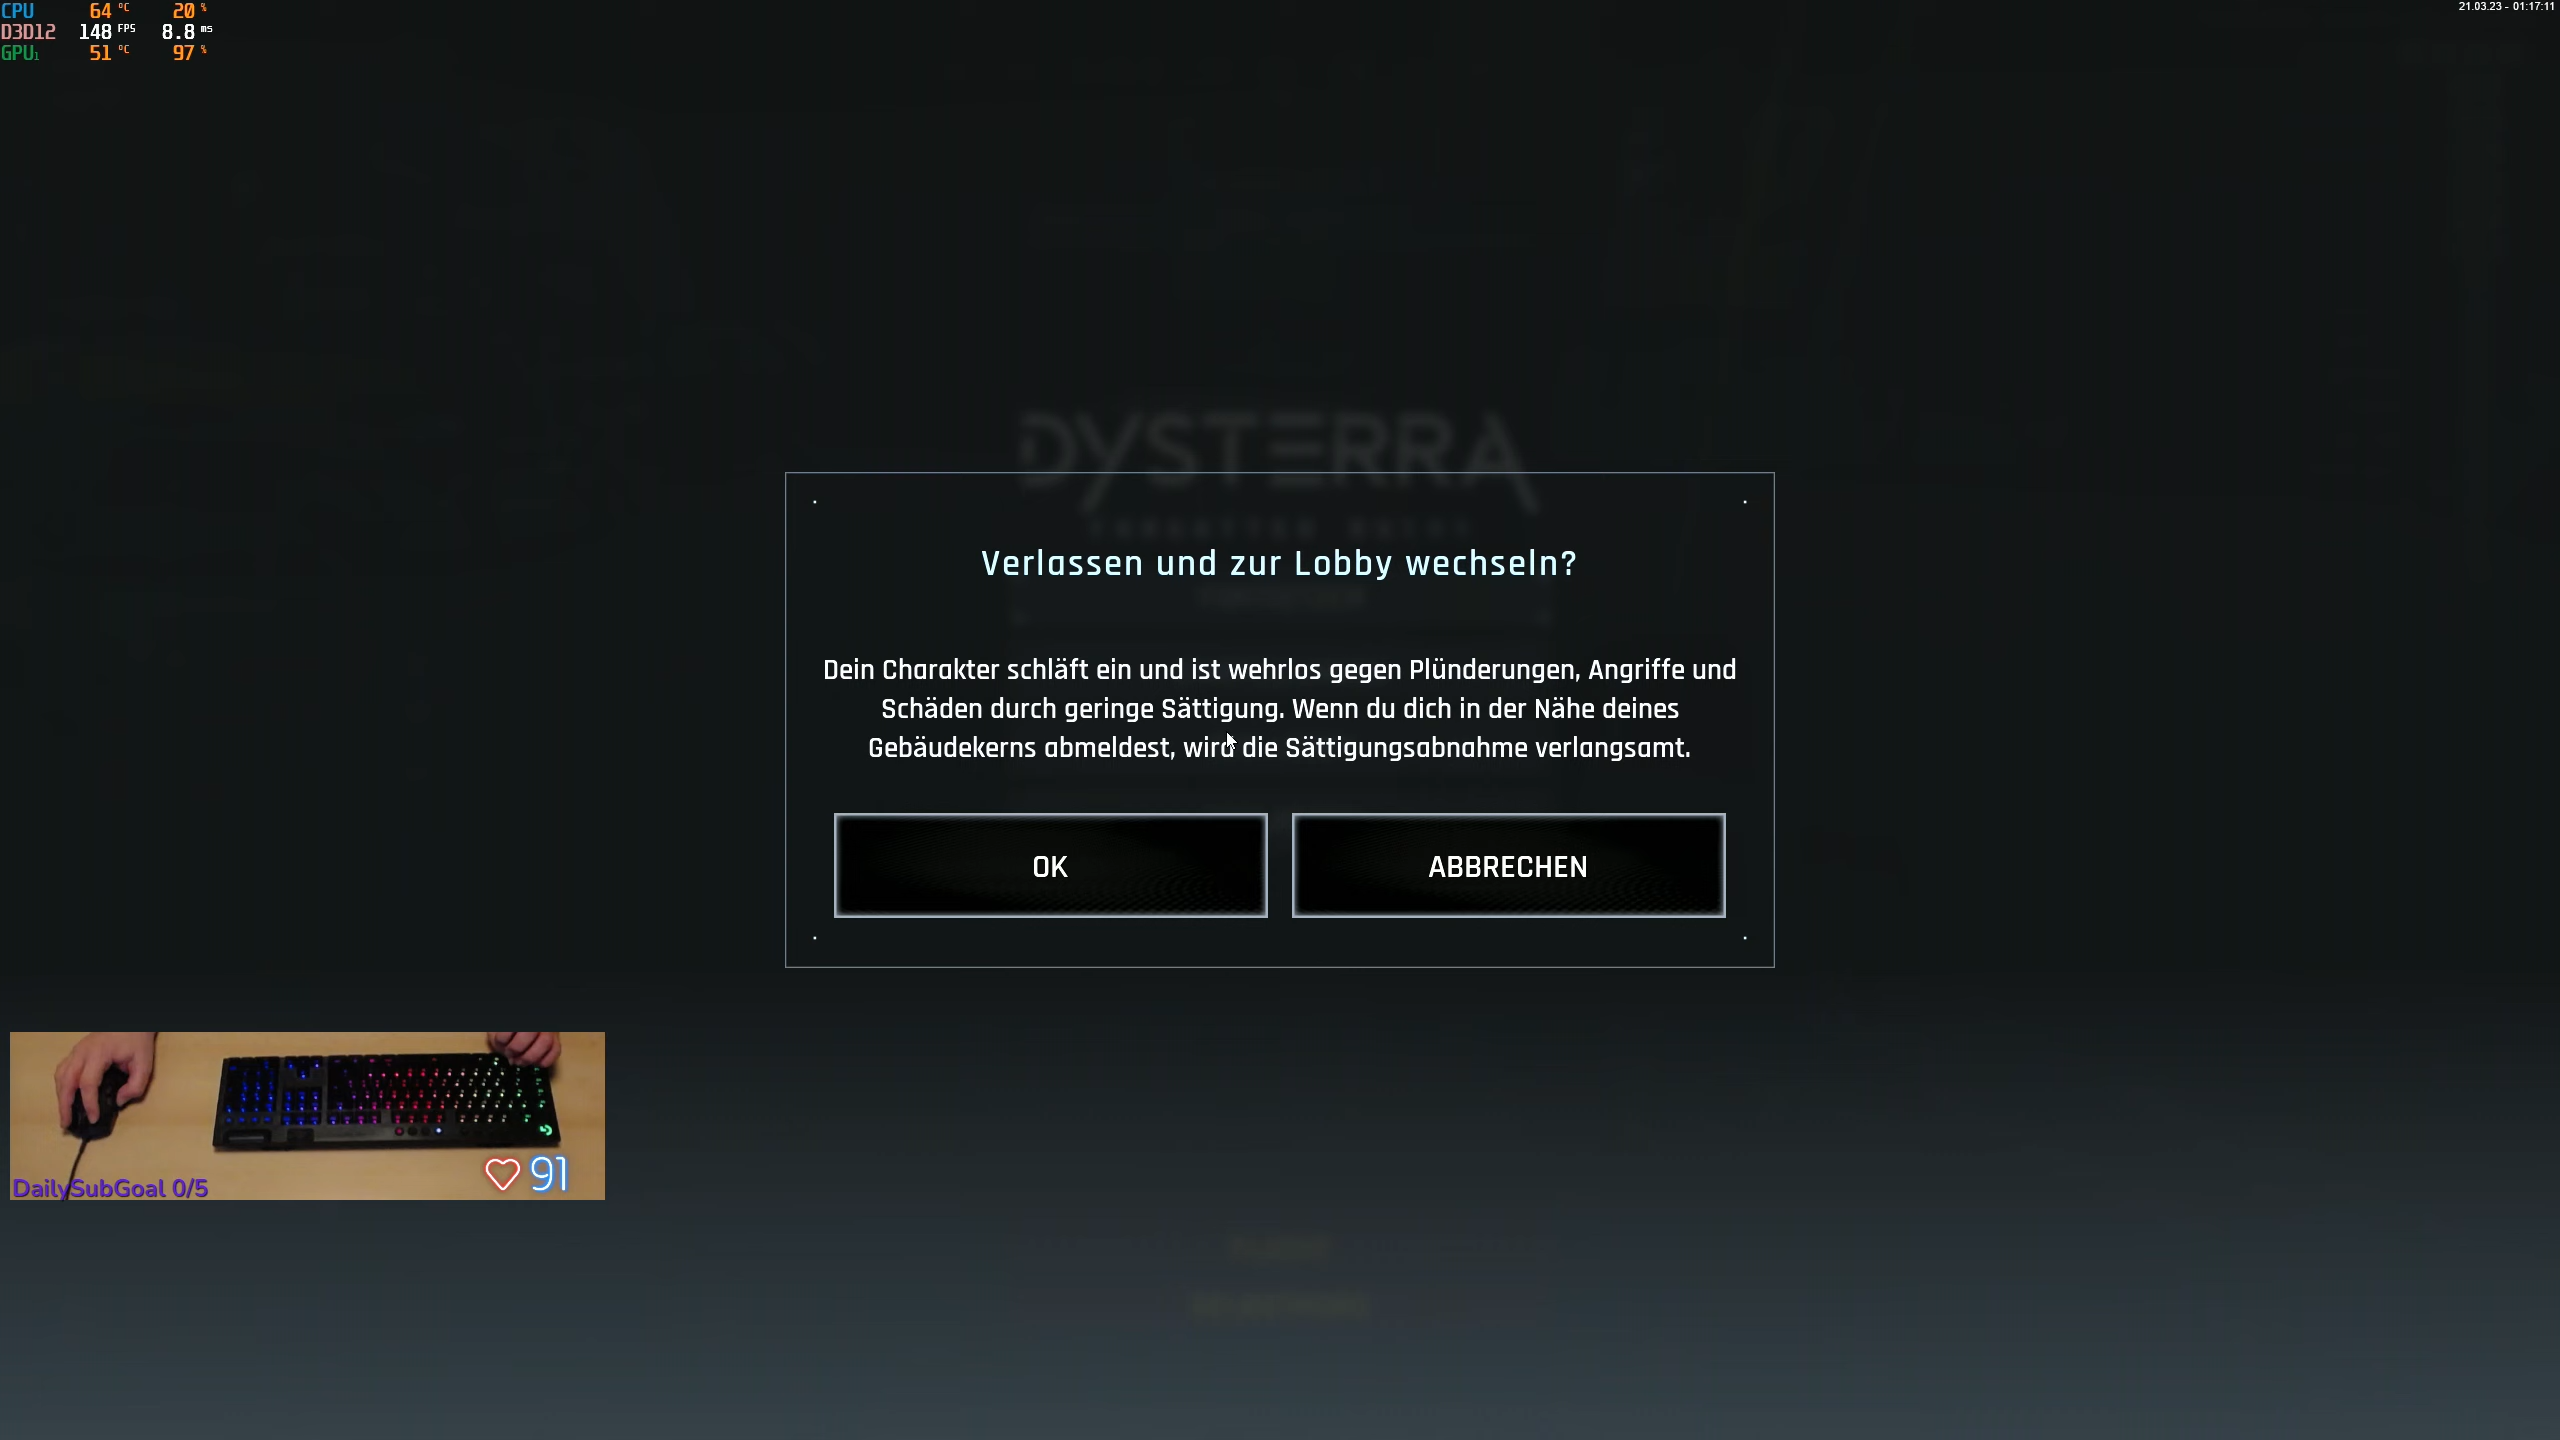 CPU 64 °C 20 %
D3D12 148 FPS 8.8 ms
GPU1 51 °C 97 %
21.03.23 - 01:17:11
DYSTERRA
Verlassen und zur Lobby wechseln?
Dein Charakter schläft ein und ist wehrlos gegen Plünderungen, Angriffe und
Schäden durch geringe Sättigung. Wenn du dich in der Nähe deines
Gebäudekerns abmeldest, wird die Sättigungsabnahme verlangsamt.
OK
ABBRECHEN
91
DailySubGoal 0/5